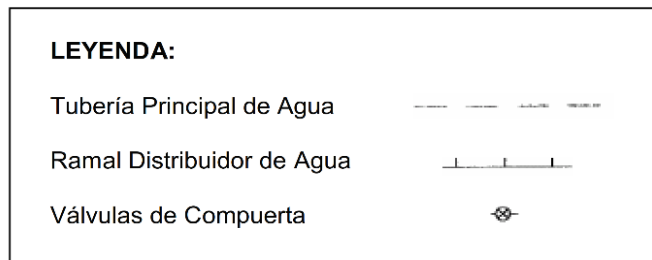 LEYENDA:
Tubería Principal de Agua
Ramal Distribuidor de Agua
Válvulas de Compuerta